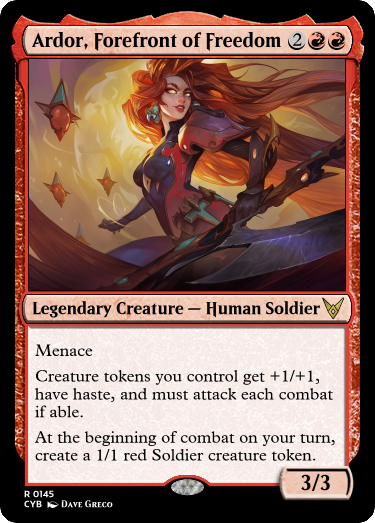 Ardor, Forefront of Freedom 2
Legendary Creature — Human Soldier
Menace
Creature tokens you control get +1/+1,
have haste, and must attack each combat
if able.
At the beginning of combat on your turn,
create a 1/1 red Soldier creature token.
3/3
R 0145
CYB Dave Greco